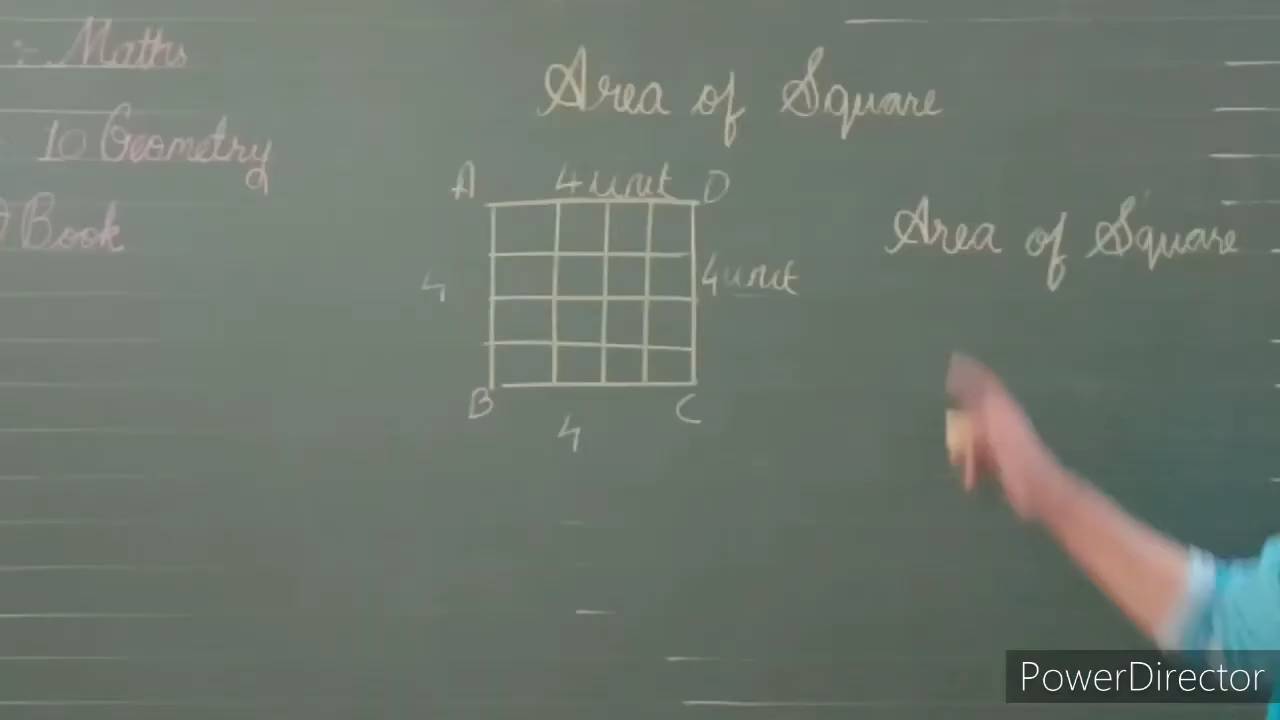 :- Maths
10 Geometry
Book
Area of Square
A 4 unit D
4 4 unit
B C
4
Area of Square
PowerDirector